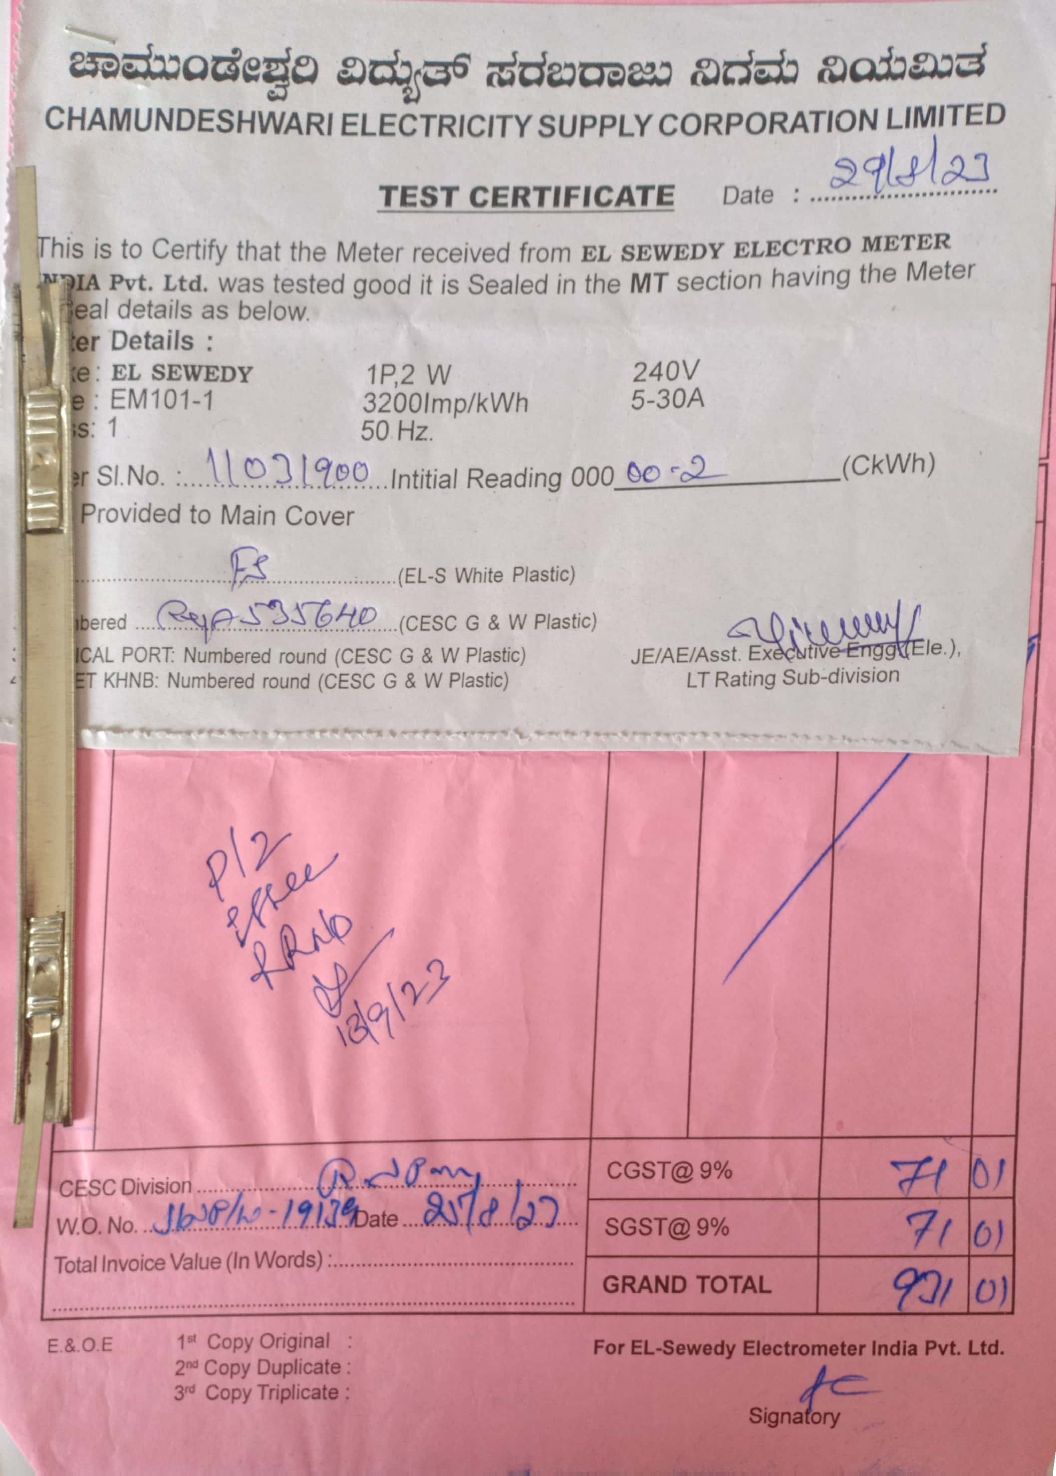 ಚಾಮುಂಡೇಶ್ವರಿ ವಿದ್ಯುತ್ ಸರಬರಾಜು ನಿಗಮ ನಿಯಮಿತ
CHAMUNDESHWARI ELECTRICITY SUPPLY CORPORATION LIMITED
TEST CERTIFICATE Date : 29/8/23
This is to Certify that the Meter received from EL SEWEDY ELECTRO METER
NDIA Pvt. Ltd. was tested good it is Sealed in the MT section having the Meter
eal details as below.
er Details :
e: EL SEWEDY 1P,2 W 240V
e : EM101-1 3200Imp/kWh 5-30A
ss: 1 50 Hz.
er Sl.No. : 11031900 Intitial Reading 000 00-2 (CkWh)
Provided to Main Cover
(EL-S White Plastic)
bered (CESC G & W Plastic)
ICAL PORT: Numbered round (CESC G & W Plastic) JE/AE/Asst. Executive Engg (Ele.),
ET KHNB: Numbered round (CESC G & W Plastic) LT Rating Sub-division
P/2
RRNO
13/9/23
CESC Division CGST@ 9% 71 01
W.O. No. Date 25/8/23 SGST@ 9% 71 01
Total Invoice Value (In Words) : GRAND TOTAL 931 01
E.&.O.E 1st Copy Original : For EL-Sewedy Electrometer India Pvt. Ltd.
2nd Copy Duplicate :
3rd Copy Triplicate :
Signatory